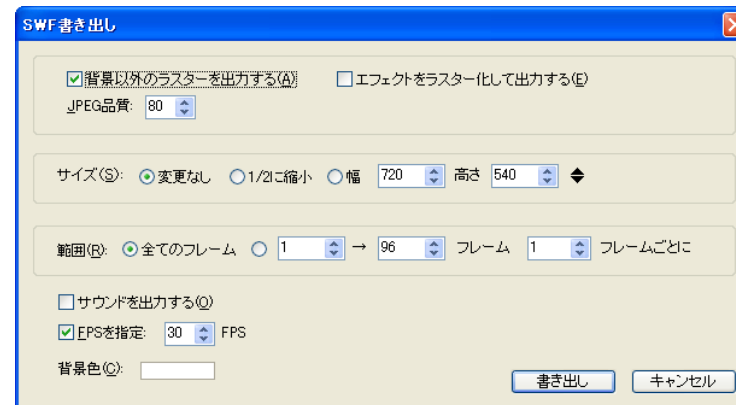 SWF書き出し
背景以外のラスターを出力する(A) エフェクトをラスター化して出力する(E)
JPEG品質: 80
サイズ(S): 変更なし 1/2に縮小 幅 720 高さ 540
範囲(R): 全てのフレーム 1 → 96 フレーム 1 フレームごとに
サウンドを出力する(O)
FPSを指定: 30 FPS
背景色(C):
書き出し キャンセル